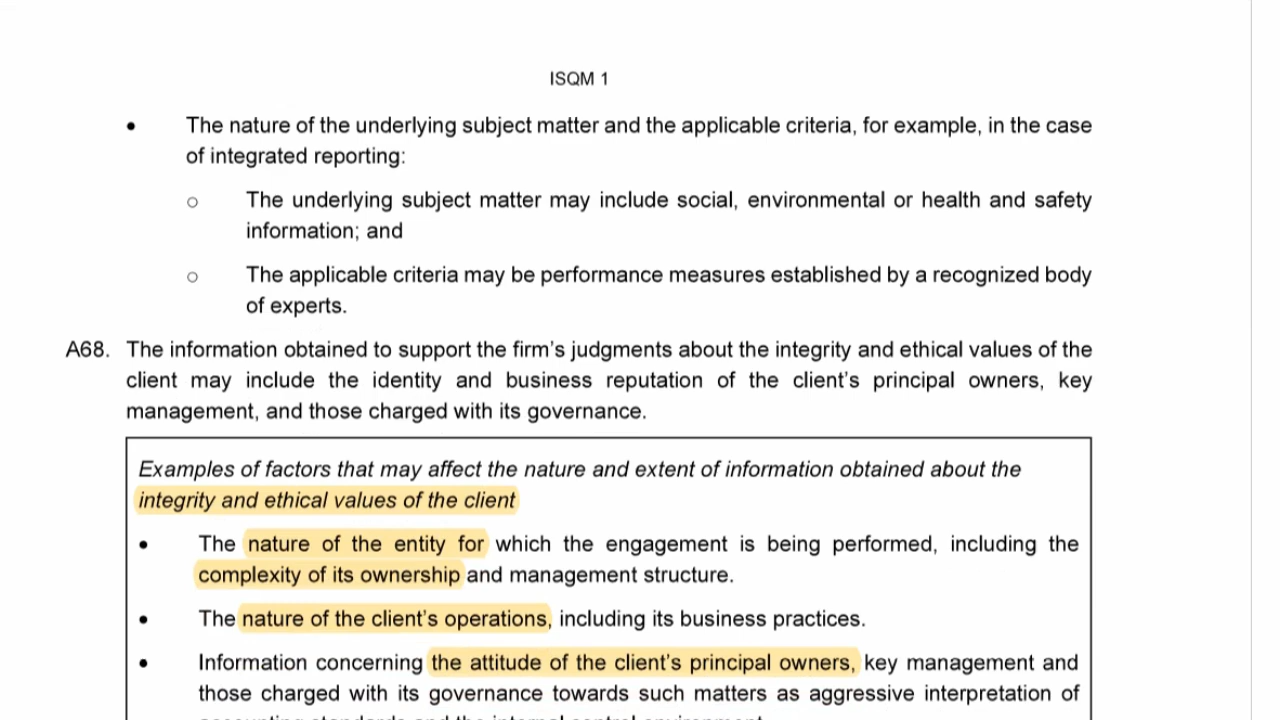 ISQM 1
• The nature of the underlying subject matter and the applicable criteria, for example, in the case
of integrated reporting:
○ The underlying subject matter may include social, environmental or health and safety
information; and
○ The applicable criteria may be performance measures established by a recognized body
of experts.
A68. The information obtained to support the firm's judgments about the integrity and ethical values of the
client may include the identity and business reputation of the client's principal owners, key
management, and those charged with its governance.
Examples of factors that may affect the nature and extent of information obtained about the
integrity and ethical values of the client
• The nature of the entity for which the engagement is being performed, including the
complexity of its ownership and management structure.
• The nature of the client's operations, including its business practices.
• Information concerning the attitude of the client's principal owners, key management and
those charged with its governance towards such matters as aggressive interpretation of